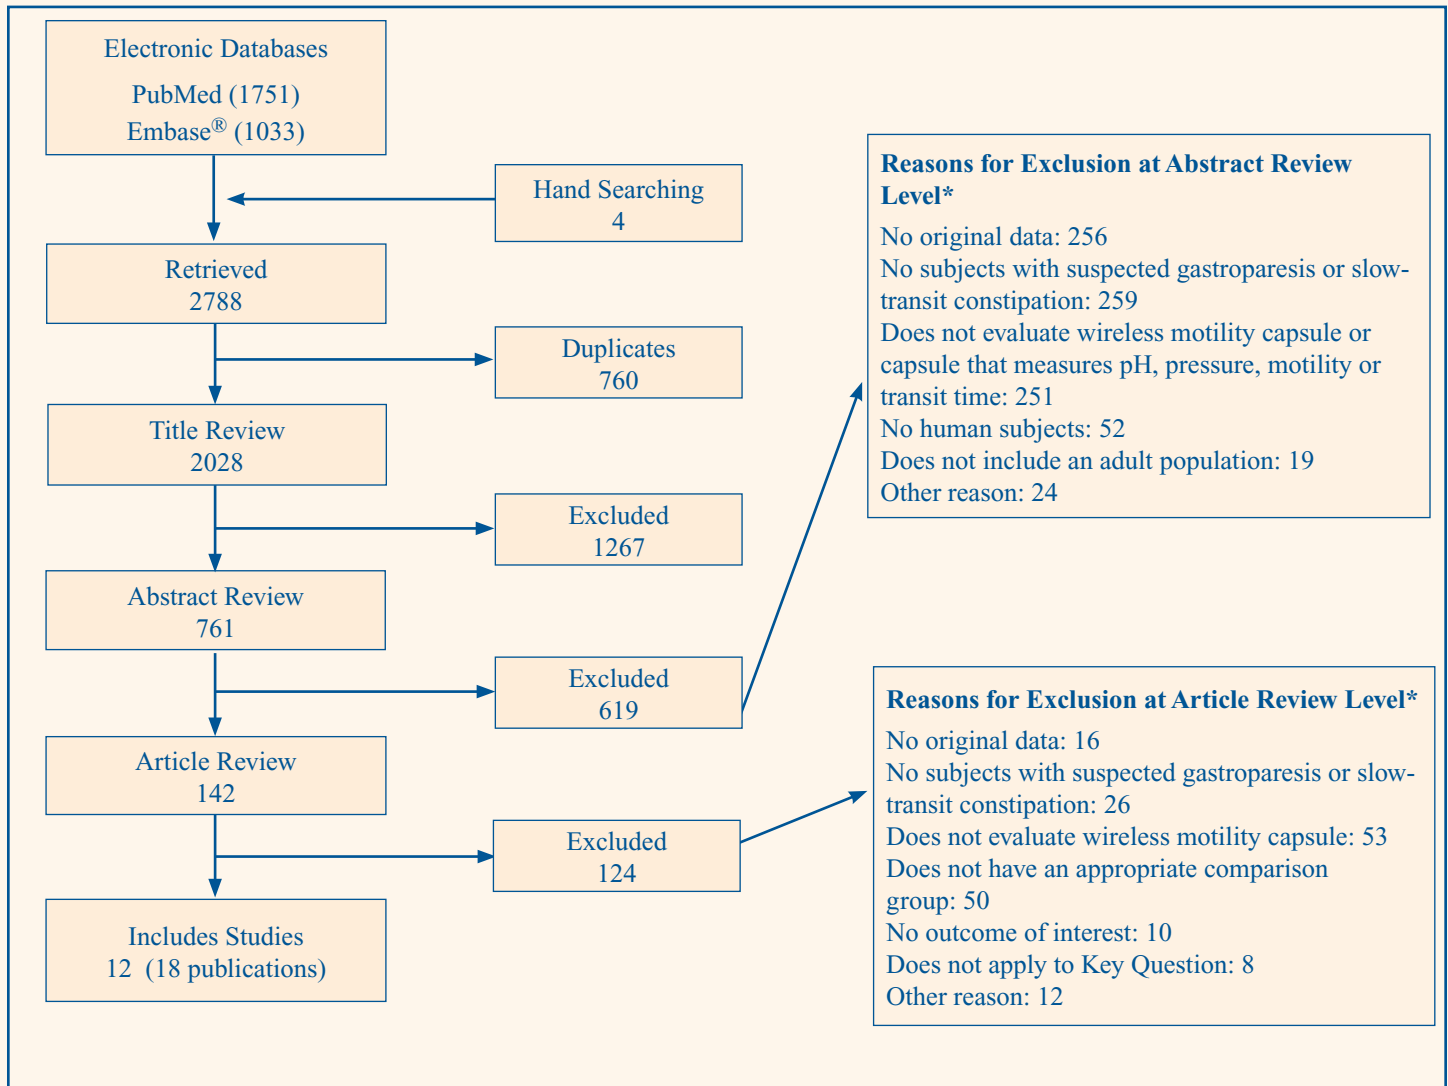 Electronic Databases
PubMed (1751)
Embase® (1033)
Hand Searching
4
Retrieved
2788
Duplicates
760
Title Review
2028
Excluded
1267
Abstract Review
761
Excluded
619
Article Review
142
Excluded
124
Includes Studies
12 (18 publications)
Reasons for Exclusion at Abstract Review
Level*
No original data: 256
No subjects with suspected gastroparesis or slow-
transit constipation: 259
Does not evaluate wireless motility capsule or
capsule that measures pH, pressure, motility or
transit time: 251
No human subjects: 52
Does not include an adult population: 19
Other reason: 24
Reasons for Exclusion at Article Review Level*
No original data: 16
No subjects with suspected gastroparesis or slow-
transit constipation: 26
Does not evaluate wireless motility capsule: 53
Does not have an appropriate comparison
group: 50
No outcome of interest: 10
Does not apply to Key Question: 8
Other reason: 12